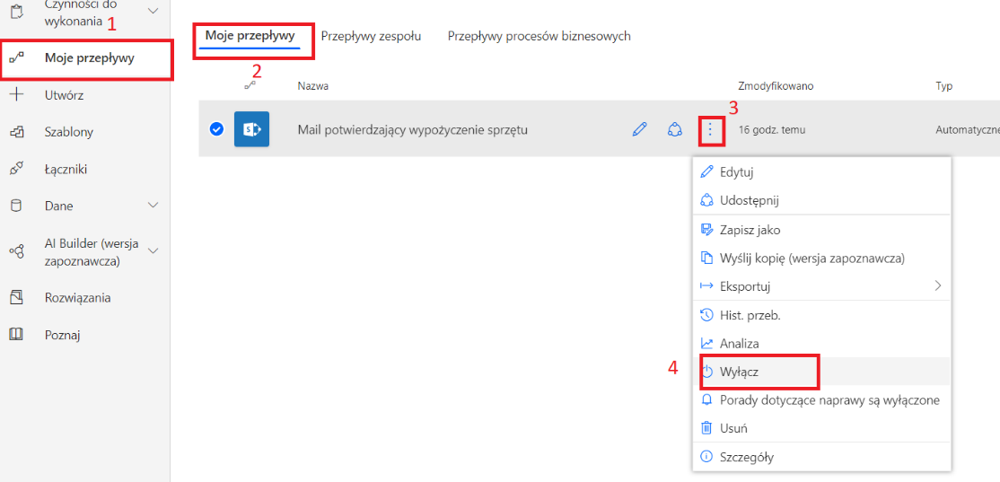 Czynności do
wykonania
1
Moje przepływy
Utwórz
Szablony
Łączniki
Dane
AI Builder (wersja
zapoznawcza)
Rozwiązania
Poznaj
Moje przepływy
Przepływy zespołu
Przepływy procesów biznesowych
2
Nazwa
Zmodyfikowano
Typ
3
Mail potwierdzający wypożyczenie sprzętu
16 godz. temu
Automatyczne
Edytuj
Udostępnij
Zapisz jako
Wyślij kopię (wersja zapoznawcza)
Eksportuj
Hist. przeb.
Analiza
4
Wyłącz
Porady dotyczące naprawy są wyłączone
Usuń
Szczegóły